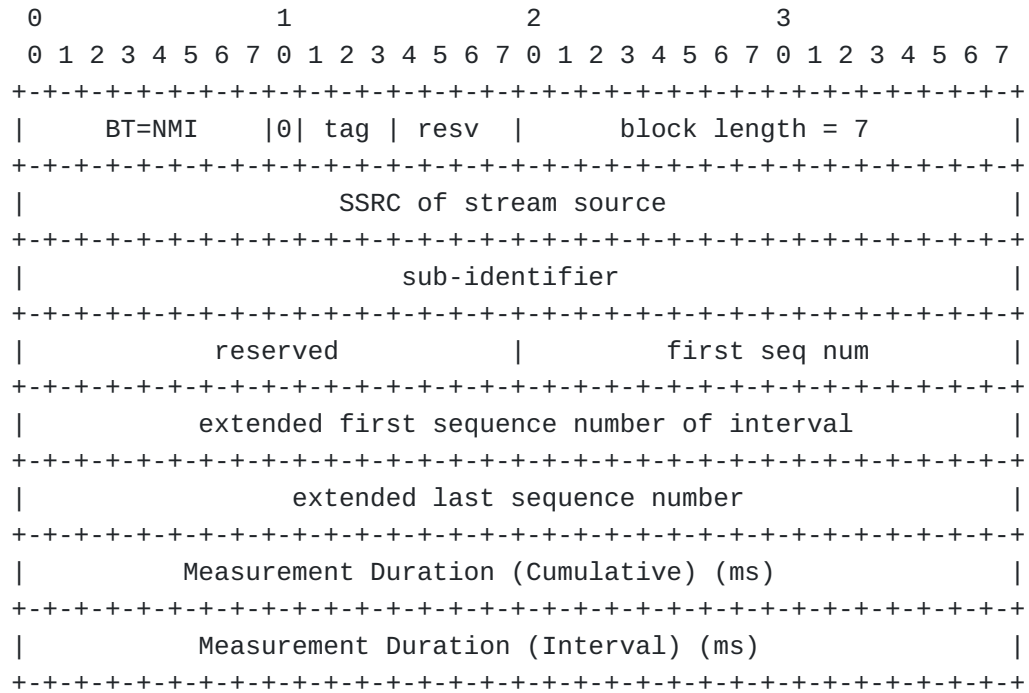 0               1               2               3
 0 1 2 3 4 5 6 7 0 1 2 3 4 5 6 7 0 1 2 3 4 5 6 7 0 1 2 3 4 5 6 7
+-+-+-+-+-+-+-+-+-+-+-+-+-+-+-+-+-+-+-+-+-+-+-+-+-+-+-+-+-+-+-+-+
|     BT=NMI    |0| tag | resv  |      block length = 7         |
+-+-+-+-+-+-+-+-+-+-+-+-+-+-+-+-+-+-+-+-+-+-+-+-+-+-+-+-+-+-+-+-+
|                    SSRC of stream source                      |
+-+-+-+-+-+-+-+-+-+-+-+-+-+-+-+-+-+-+-+-+-+-+-+-+-+-+-+-+-+-+-+-+
|                        sub-identifier                         |
+-+-+-+-+-+-+-+-+-+-+-+-+-+-+-+-+-+-+-+-+-+-+-+-+-+-+-+-+-+-+-+-+
|            reserved           |         first seq num         |
+-+-+-+-+-+-+-+-+-+-+-+-+-+-+-+-+-+-+-+-+-+-+-+-+-+-+-+-+-+-+-+-+
|           extended first sequence number of interval          |
+-+-+-+-+-+-+-+-+-+-+-+-+-+-+-+-+-+-+-+-+-+-+-+-+-+-+-+-+-+-+-+-+
|                 extended last sequence number                 |
+-+-+-+-+-+-+-+-+-+-+-+-+-+-+-+-+-+-+-+-+-+-+-+-+-+-+-+-+-+-+-+-+
|          Measurement Duration (Cumulative) (ms)               |
+-+-+-+-+-+-+-+-+-+-+-+-+-+-+-+-+-+-+-+-+-+-+-+-+-+-+-+-+-+-+-+-+
|           Measurement Duration (Interval) (ms)                |
+-+-+-+-+-+-+-+-+-+-+-+-+-+-+-+-+-+-+-+-+-+-+-+-+-+-+-+-+-+-+-+-+